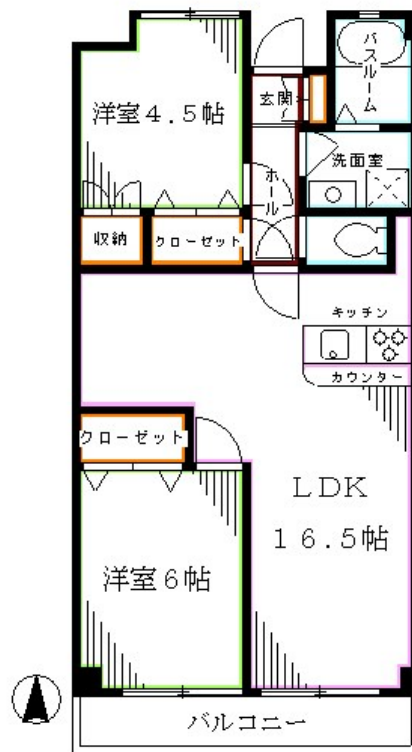 バスルーム
洋室4.5帖
玄関
洗面室
ホール
収納
クローゼット
キッチン
カウンター
クローゼット
LDK
16.5帖
洋室6帖
バルコニー